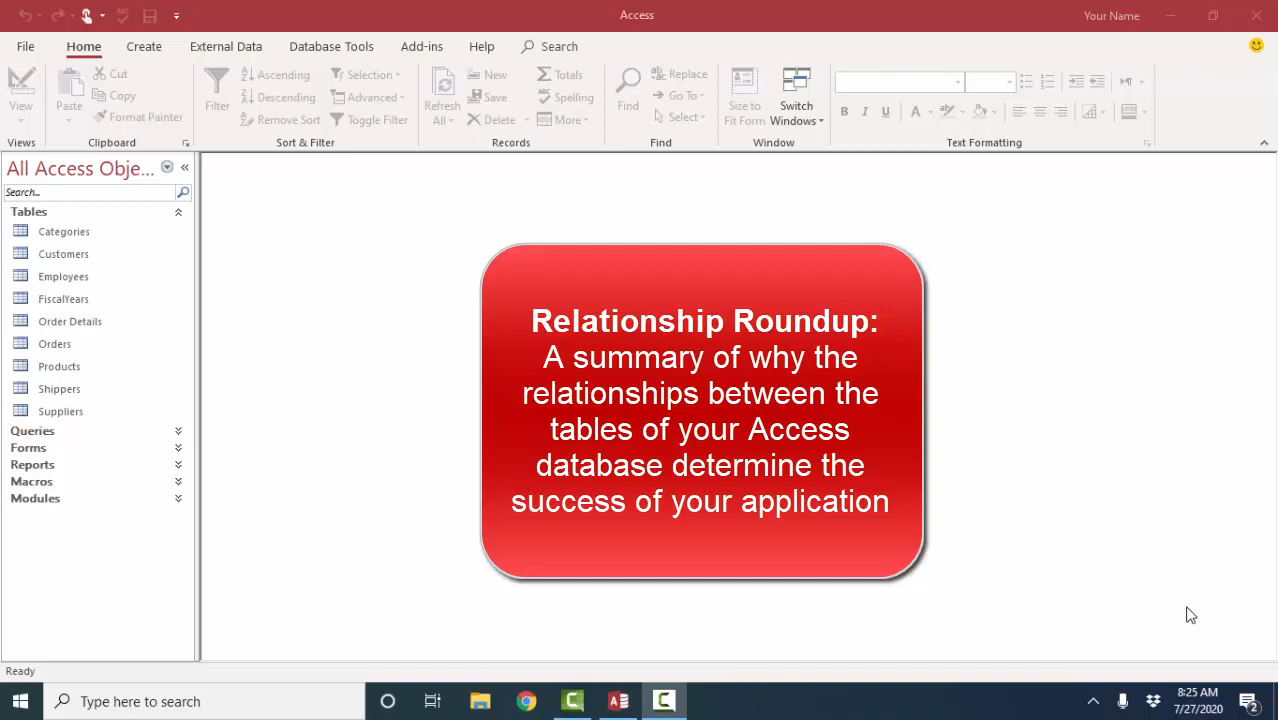 Access
Your Name
File
Home
Create
External Data
Database Tools
Add-ins
Help
Search
View
Paste
Cut
Copy
Format Painter
Filter
Ascending
Descending
Remove Sort
Selection
Advanced
Toggle Filter
Refresh
All
New
Save
Delete
Totals
Spelling
More
Find
Replace
Go To
Select
Size to
Fit Form
Switch
Windows
B I U A
Views
Clipboard
Sort & Filter
Records
Find
Window
Text Formatting
All Access Obje...
Search...
Tables
Categories
Customers
Employees
FiscalYears
Order Details
Orders
Products
Shippers
Suppliers
Queries
Forms
Reports
Macros
Modules
Relationship Roundup:
A summary of why the
relationships between the
tables of your Access
database determine the
success of your application
Ready
Type here to search
8:25 AM
7/27/2020
2